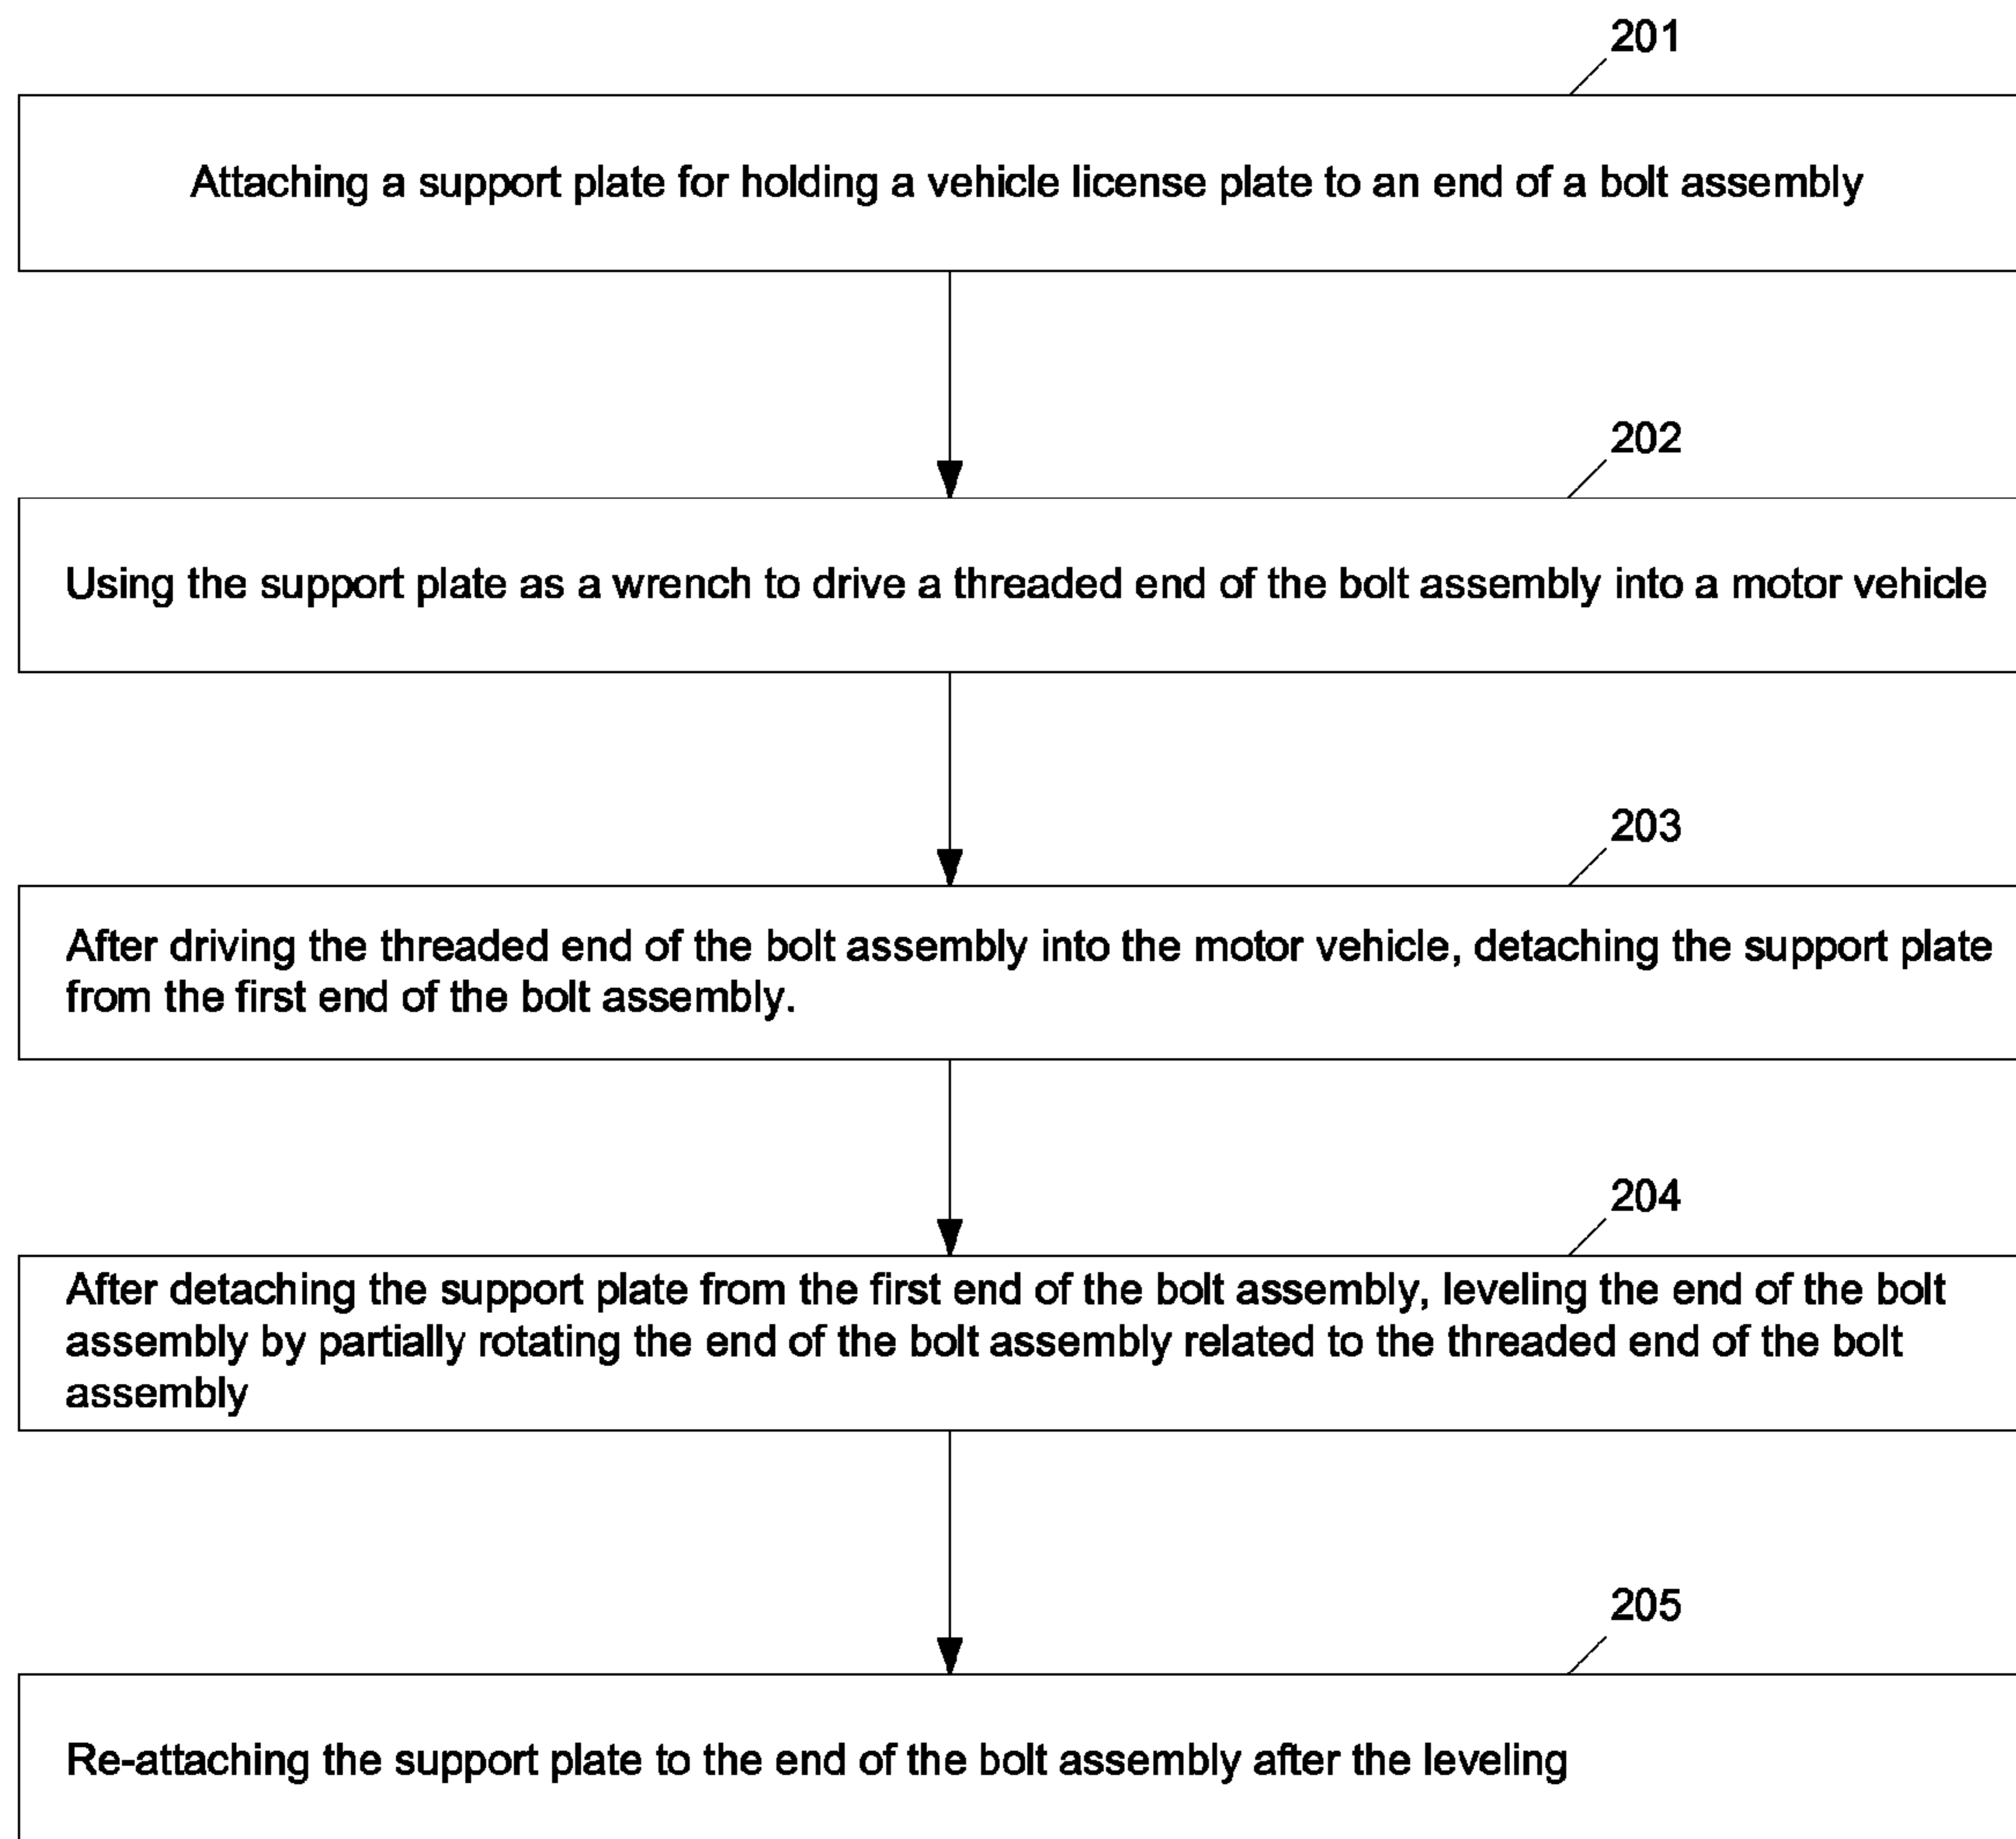 201
Attaching a support plate for holding a vehicle license plate to an end of a bolt assembly
202
Using the support plate as a wrench to drive a threaded end of the bolt assembly into a motor vehicle
203
After driving the threaded end of the bolt assembly into the motor vehicle, detaching the support plate
from the first end of the bolt assembly.
204
After detaching the support plate from the first end of the bolt assembly, leveling the end of the bolt
assembly by partially rotating the end of the bolt assembly related to the threaded end of the bolt
assembly
205
Re-attaching the support plate to the end of the bolt assembly after the leveling